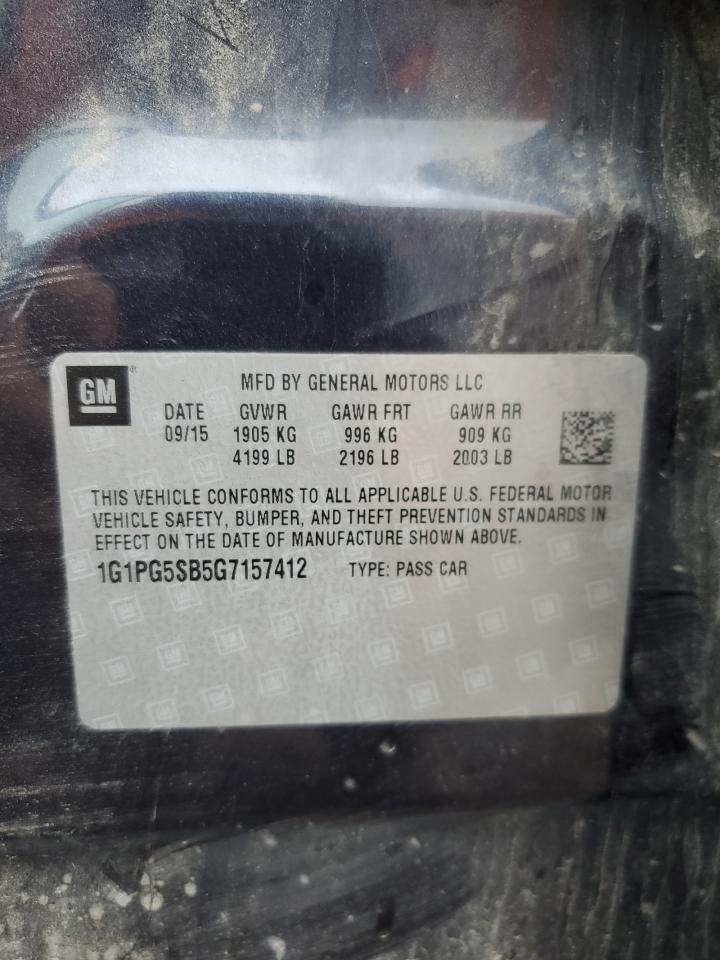 GM®
MFD BY GENERAL MOTORS LLC
DATE GVWR GAWR FRT GAWR RR
09/15 1905 KG 996 KG 909 KG
4199 LB 2196 LB 2003 LB
THIS VEHICLE CONFORMS TO ALL APPLICABLE U.S. FEDERAL MOTOR
VEHICLE SAFETY, BUMPER, AND THEFT PREVENTION STANDARDS IN
EFFECT ON THE DATE OF MANUFACTURE SHOWN ABOVE.
1G1PG5SB5G7157412 TYPE: PASS CAR